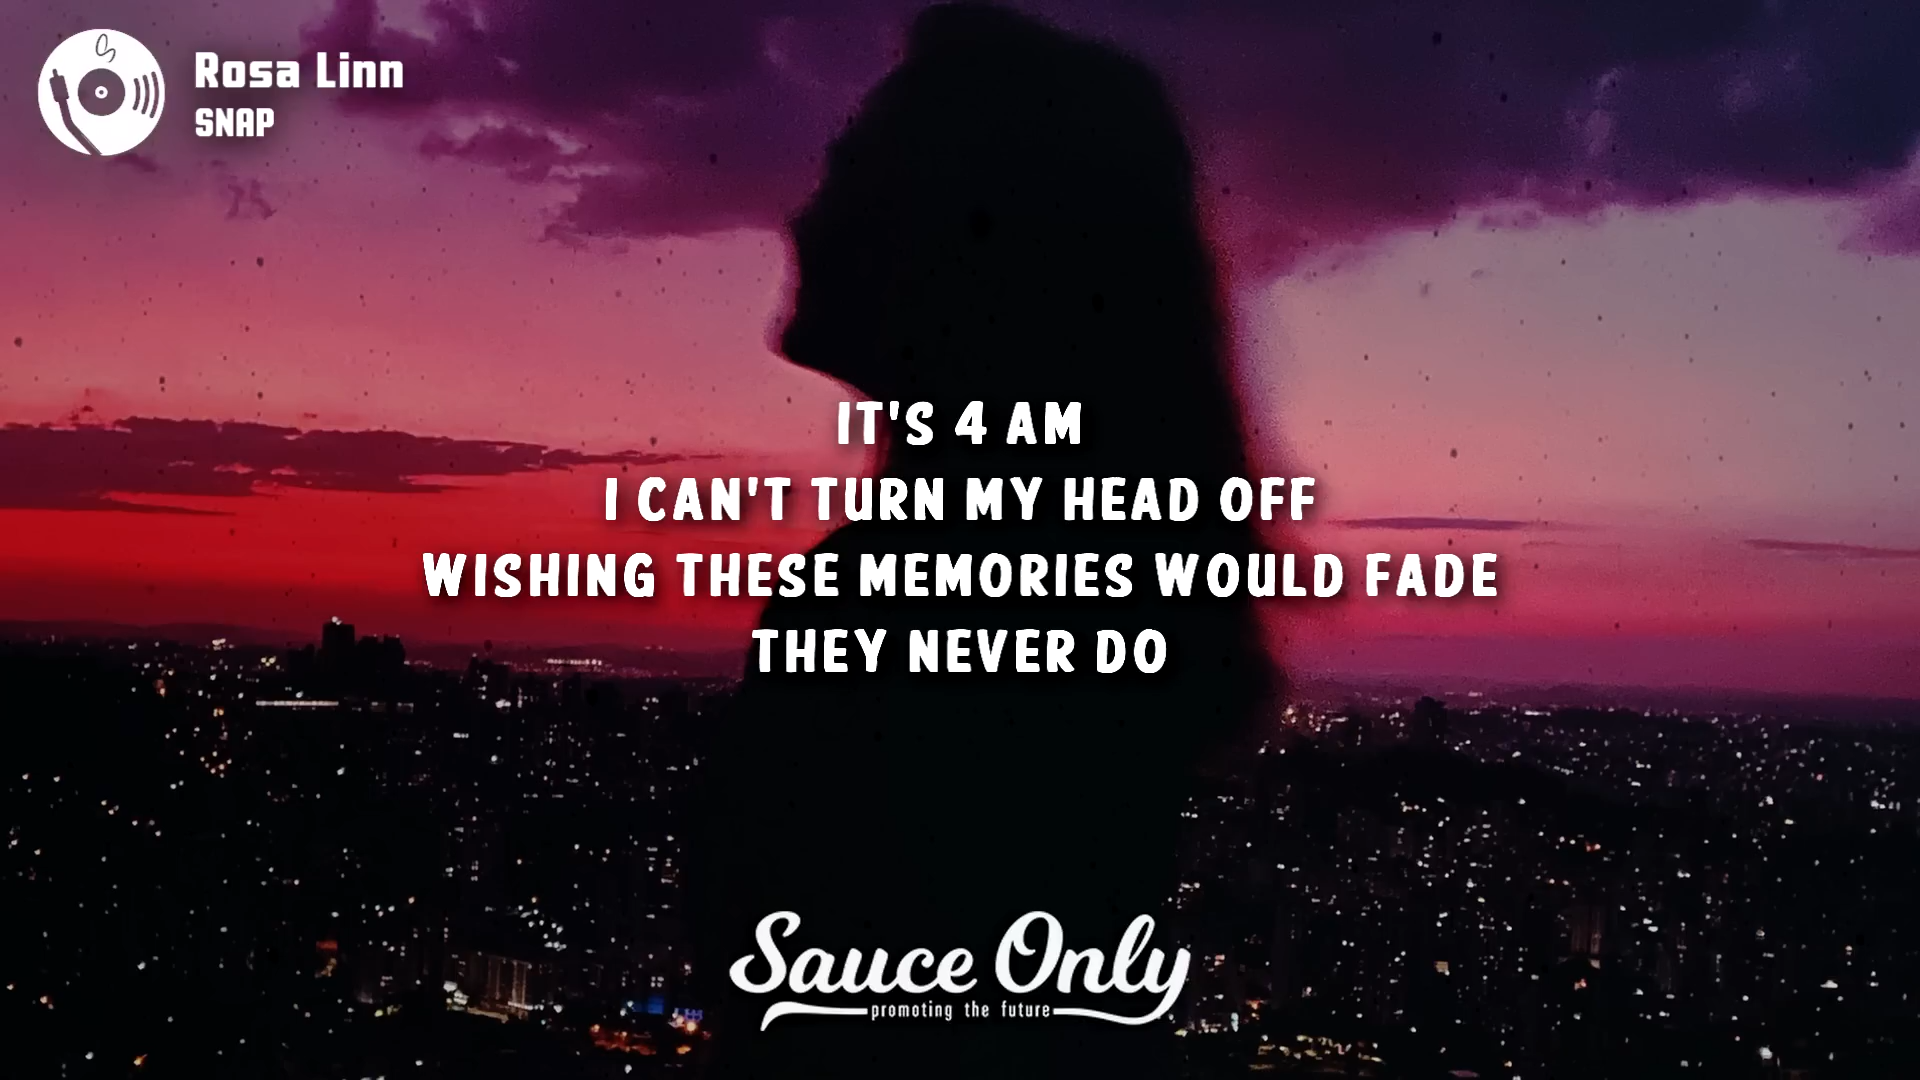 Rosa Linn
SNAP
IT'S 4 AM
I CAN'T TURN MY HEAD OFF
WISHING THESE MEMORIES WOULD FADE
THEY NEVER DO
Sauce Only
promoting the future